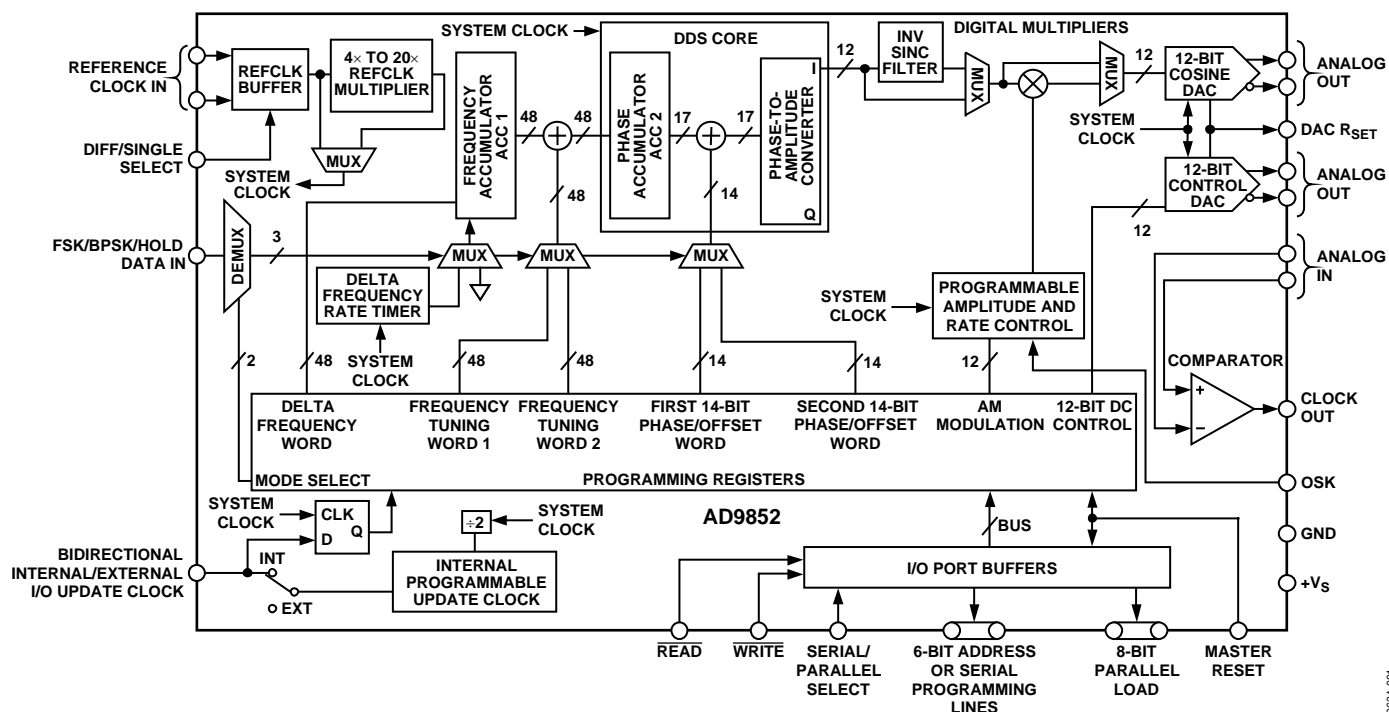 SYSTEM CLOCK
DDS CORE
DIGITAL MULTIPLIERS
REFERENCE
CLOCK IN
REFCLK
BUFFER
4× TO 20×
REFCLK
MULTIPLIER
MUX
SYSTEM
CLOCK
DIFF/SINGLE
SELECT
FREQUENCY
ACCUMULATOR
ACC 1
48
48
48
PHASE
ACCUMULATOR
ACC 2
17
17
14
PHASE-TO-
AMPLITUDE
CONVERTER
I
Q
12
INV
SINC
FILTER
MUX
MUX
12
12-BIT
COSINE
DAC
ANALOG
OUT
SYSTEM
CLOCK
DAC RSET
12-BIT
CONTROL
DAC
ANALOG
OUT
12
FSK/BPSK/HOLD
DATA IN
DEMUX
3
MUX
MUX
MUX
ANALOG
IN
DELTA
FREQUENCY
RATE TIMER
SYSTEM
CLOCK
SYSTEM
CLOCK
PROGRAMMABLE
AMPLITUDE AND
RATE CONTROL
COMPARATOR
+
−
CLOCK
OUT
2
48
48
48
14
14
12
DELTA
FREQUENCY
WORD
FREQUENCY
TUNING
WORD 1
FREQUENCY
TUNING
WORD 2
FIRST 14-BIT
PHASE/OFFSET
WORD
SECOND 14-BIT
PHASE/OFFSET
WORD
AM
MODULATION
12-BIT DC
CONTROL
MODE SELECT
PROGRAMMING REGISTERS
OSK
SYSTEM
CLOCK
CLK
D
Q
÷2
SYSTEM
CLOCK
AD9852
BUS
GND
BIDIRECTIONAL
INTERNAL/EXTERNAL
I/O UPDATE CLOCK
INT
EXT
INTERNAL
PROGRAMMABLE
UPDATE CLOCK
I/O PORT BUFFERS
+VS
READ
WRITE
SERIAL/
PARALLEL
SELECT
6-BIT ADDRESS
OR SERIAL
PROGRAMMING
LINES
8-BIT
PARALLEL
LOAD
MASTER
RESET